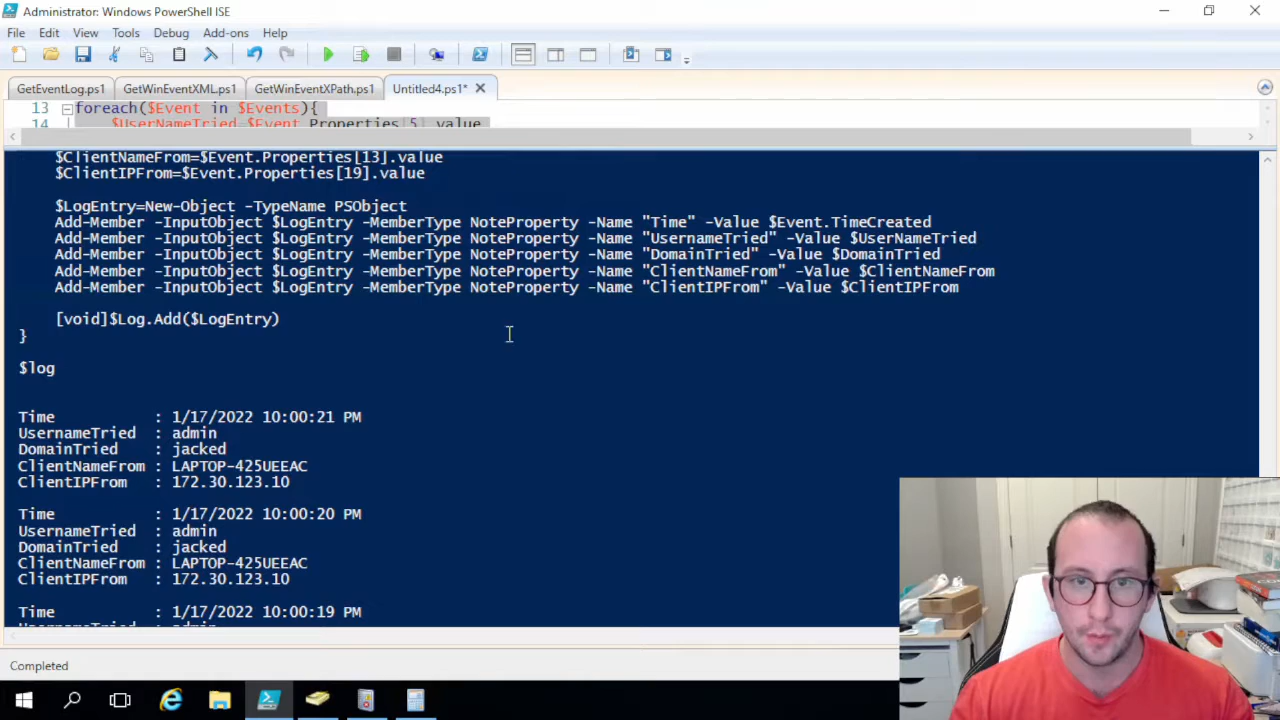 Administrator: Windows PowerShell ISE
File Edit View Tools Debug Add-ons Help
GetEventLog.ps1 GetWinEventXML.ps1 GetWinEventXPath.ps1 Untitled4.ps1*
13 foreach($Event in $Events){
14 $UserNameTried=$Event.Properties[5].value
$ClientNameFrom=$Event.Properties[13].value
$ClientIPFrom=$Event.Properties[19].value
$LogEntry=New-Object -TypeName PSObject
Add-Member -InputObject $LogEntry -MemberType NoteProperty -Name "Time" -Value $Event.TimeCreated
Add-Member -InputObject $LogEntry -MemberType NoteProperty -Name "UsernameTried" -Value $UserNameTried
Add-Member -InputObject $LogEntry -MemberType NoteProperty -Name "DomainTried" -Value $DomainTried
Add-Member -InputObject $LogEntry -MemberType NoteProperty -Name "ClientNameFrom" -Value $ClientNameFrom
Add-Member -InputObject $LogEntry -MemberType NoteProperty -Name "ClientIPFrom" -Value $ClientIPFrom
[void]$Log.Add($LogEntry)
}
$log
Time : 1/17/2022 10:00:21 PM
UsernameTried : admin
DomainTried : jacked
ClientNameFrom : LAPTOP-425UEEAC
ClientIPFrom : 172.30.123.10
Time : 1/17/2022 10:00:20 PM
UsernameTried : admin
DomainTried : jacked
ClientNameFrom : LAPTOP-425UEEAC
ClientIPFrom : 172.30.123.10
Time : 1/17/2022 10:00:19 PM
Completed